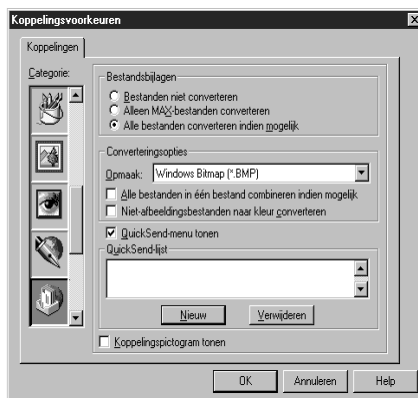 Koppelingsvoorkeuren
Koppelingen
Categorie:
Bestandsbijlagen
Bestanden niet converteren
Alleen MAX-bestanden converteren
Alle bestanden converteren indien mogelijk
Converteringsopties
Opmaak: Windows Bitmap (*.BMP)
Alle bestanden in één bestand combineren indien mogelijk
Niet-afbeeldingsbestanden naar kleur converteren
QuickSend-menu tonen
QuickSend-lijst
Nieuw Verwijderen
Koppelingspictogram tonen
OK Annuleren Help